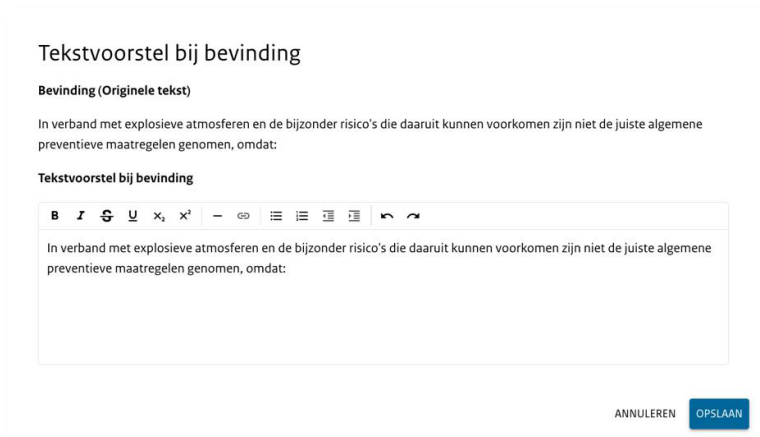 Tekstvoorstel bij bevinding
Bevinding (Originele tekst)
In verband met explosieve atmosferen en de bijzonder risico's die daaruit kunnen voorkomen zijn niet de juiste algemene
preventieve maatregelen genomen, omdat:
Tekstvoorstel bij bevinding
B I S U X₂ X²
In verband met explosieve atmosferen en de bijzonder risico's die daaruit kunnen voorkomen zijn niet de juiste algemene
preventieve maatregelen genomen, omdat:
ANNULEREN OPSLAAN